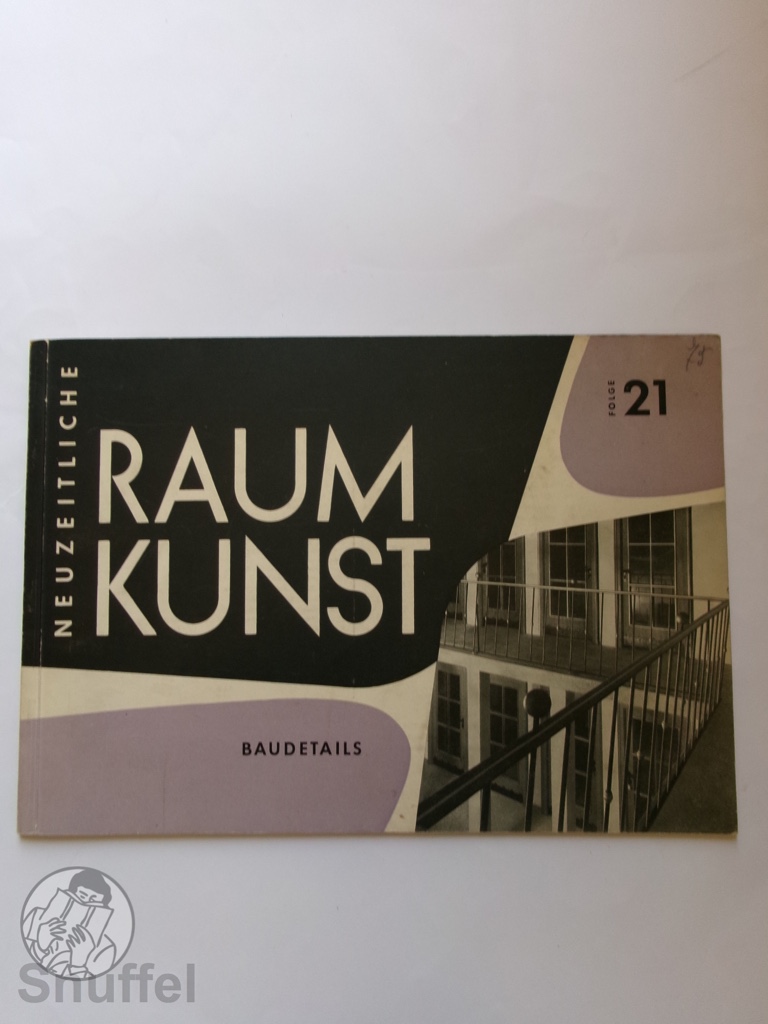 NEUZEITLICHE
RAUM
KUNST
FOLGE 21
BAUDETAILS
Snuffel